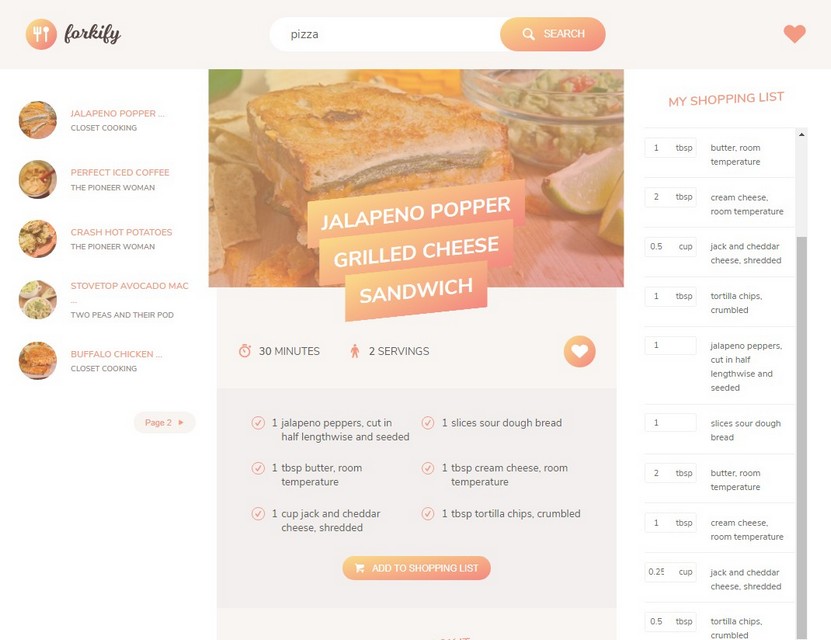 forkify
pizza
SEARCH
JALAPENO POPPER ...
CLOSET COOKING
PERFECT ICED COFFEE
THE PIONEER WOMAN
CRASH HOT POTATOES
THE PIONEER WOMAN
STOVETOP AVOCADO MAC
...
TWO PEAS AND THEIR POD
BUFFALO CHICKEN ...
CLOSET COOKING
Page 2
JALAPENO POPPER
GRILLED CHEESE
SANDWICH
30 MINUTES
2 SERVINGS
1 jalapeno peppers, cut in
half lengthwise and seeded
1 slices sour dough bread
1 tbsp butter, room
temperature
1 tbsp cream cheese, room
temperature
1 cup jack and cheddar
cheese, shredded
1 tbsp tortilla chips, crumbled
ADD TO SHOPPING LIST
MY SHOPPING LIST
1 tbsp butter, room
temperature
2 tbsp cream cheese,
room temperature
0.5 cup jack and cheddar
cheese, shredded
1 tbsp tortilla chips,
crumbled
1 jalapeno peppers,
cut in half
lengthwise and
seeded
1 slices sour dough
bread
2 tbsp butter, room
temperature
1 tbsp cream cheese,
room temperature
0.25 cup jack and cheddar
cheese, shredded
0.5 tbsp tortilla chips,
crumbled